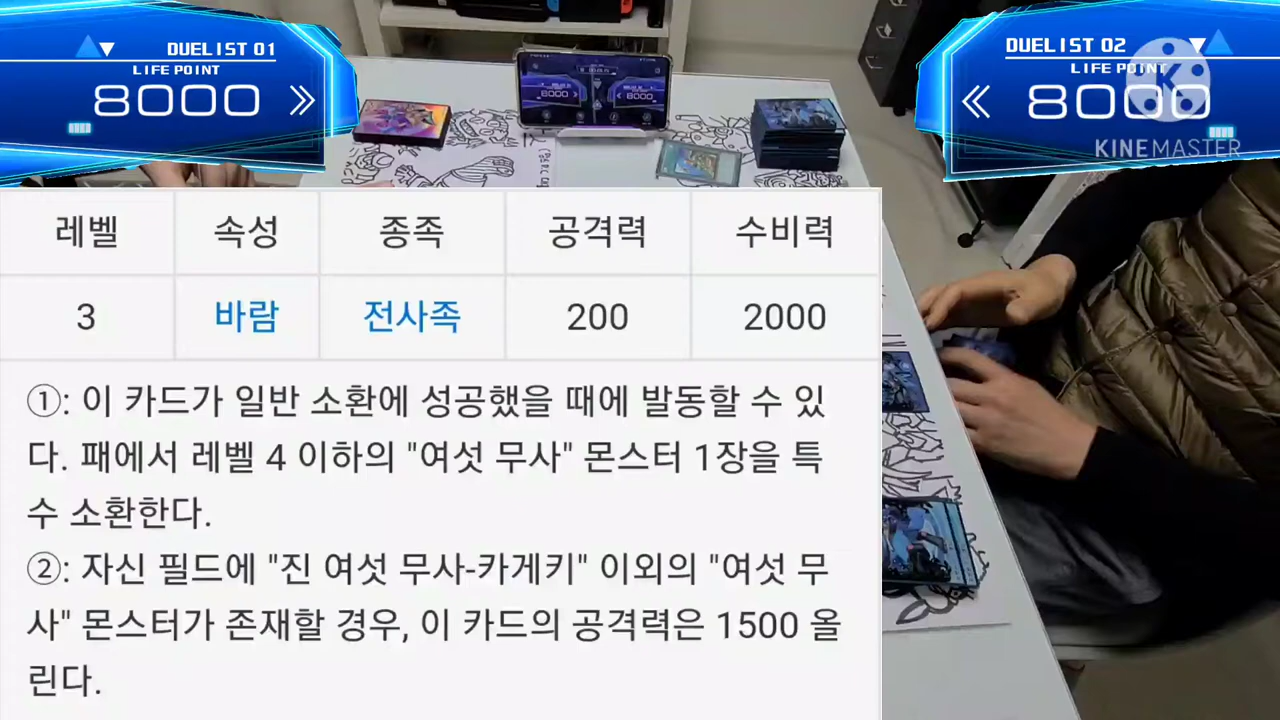 DUELIST 01
LIFE POINT
8000
DUELIST 02
LIFE POINT
8000
KINEMASTER
8000
8000
레벨 속성 종족 공격력 수비력
3 바람 전사족 200 2000
①: 이 카드가 일반 소환에 성공했을 때에 발동할 수 있
다. 패에서 레벨 4 이하의 "여섯 무사" 몬스터 1장을 특
수 소환한다.
②: 자신 필드에 "진 여섯 무사-카게키" 이외의 "여섯 무
사" 몬스터가 존재할 경우, 이 카드의 공격력은 1500 올
린다.